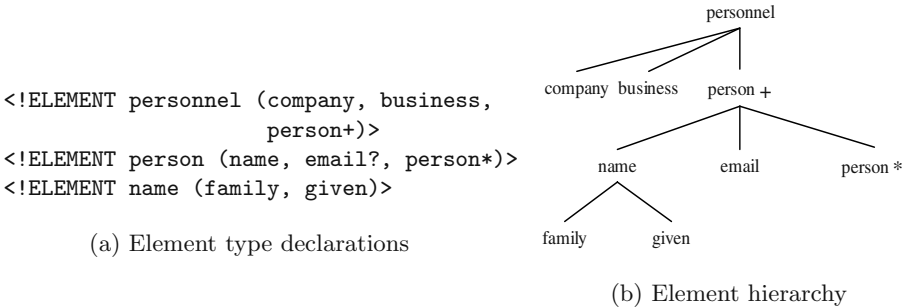 <!ELEMENT personnel (company, business,
person+)>
<!ELEMENT person (name, email?, person*)>
<!ELEMENT name (family, given)>
(a) Element type declarations
personnel
company business person +
name email person *
family given
(b) Element hierarchy